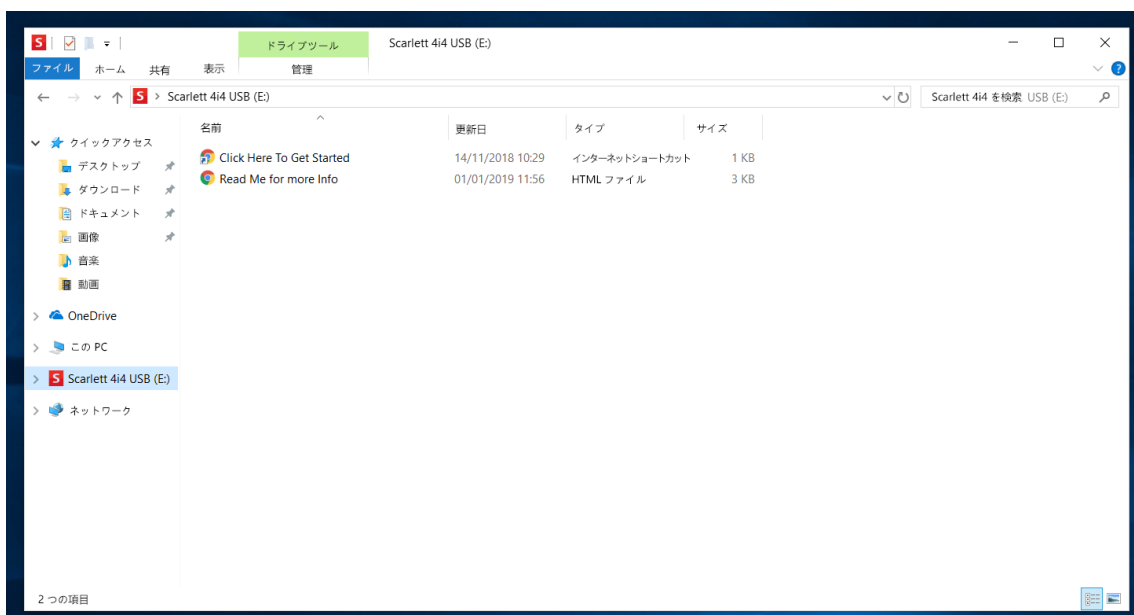 S
ドライブツール Scarlett 4i4 USB (E:)
ファイル ホーム 共有 表示 管理
S Scarlett 4i4 USB (E:) Scarlett 4i4 を検索 USB (E:)
名前 更新日 タイプ サイズ
クイックアクセス
デスクトップ
ダウンロード
ドキュメント
画像
音楽
動画
OneDrive
この PC
S Scarlett 4i4 USB (E:)
ネットワーク
Click Here To Get Started 14/11/2018 10:29 インターネットショートカット 1 KB
Read Me for more Info 01/01/2019 11:56 HTML ファイル 3 KB
2 つの項目